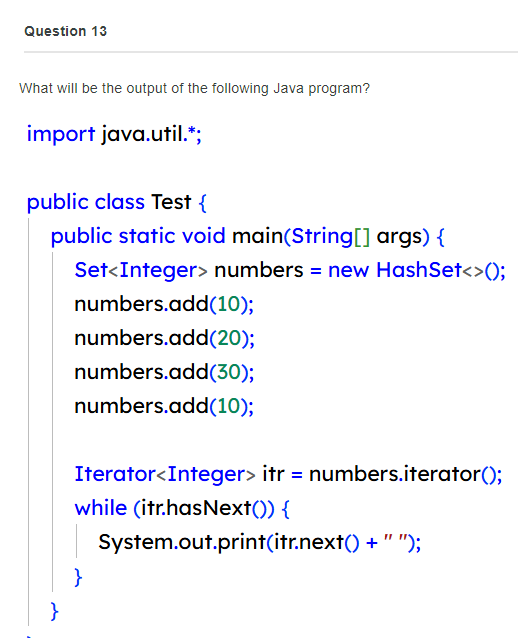 Question 13
What will be the output of the following Java program?
import java.util.*;
public class Test {
public static void main(String[] args) {
Set<Integer> numbers = new HashSet<>();
numbers.add(10);
numbers.add(20);
numbers.add(30);
numbers.add(10);
Iterator<Integer> itr = numbers.iterator();
while (itr.hasNext()) {
System.out.print(itr.next() + " ");
}
}